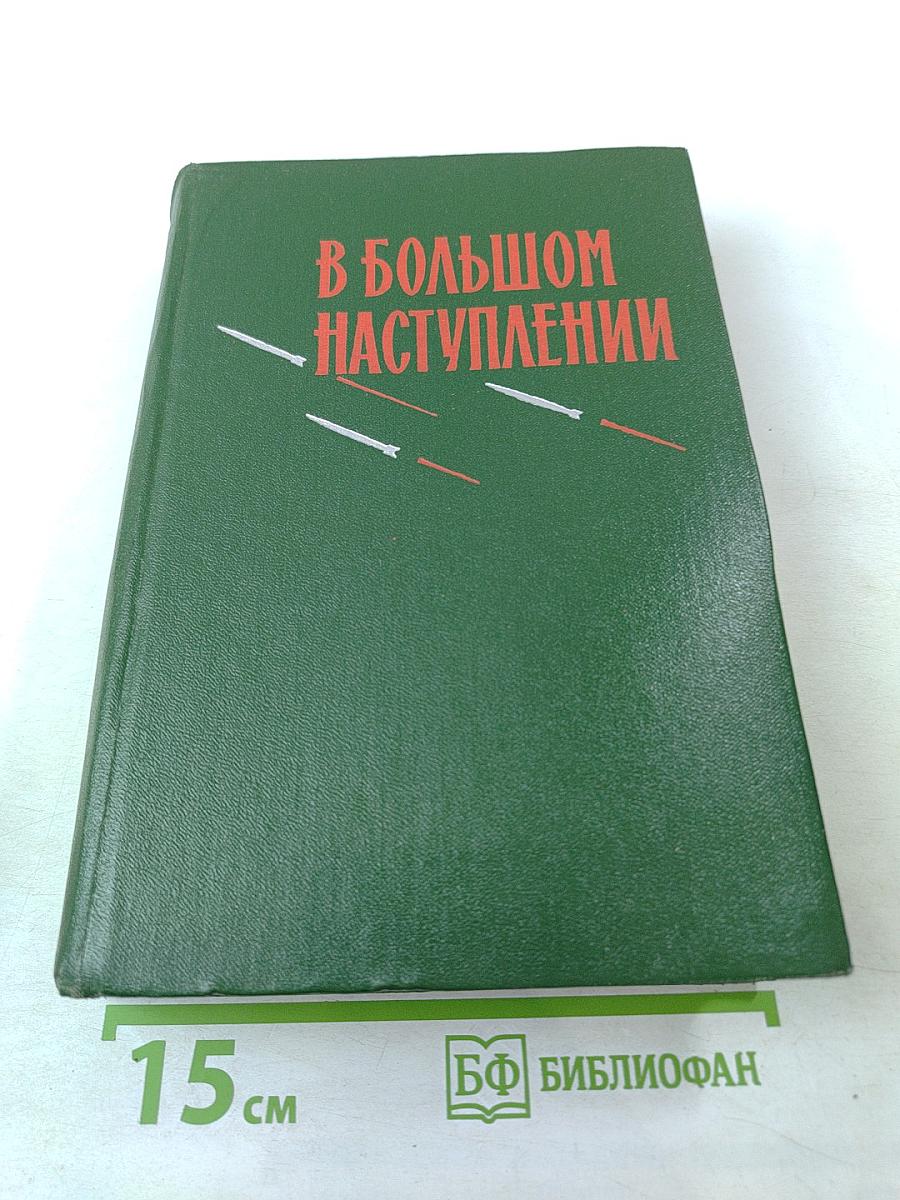 В БОЛЬШОМ
НАСТУПЛЕНИИ
15 см
БФ БИБЛИОФАН